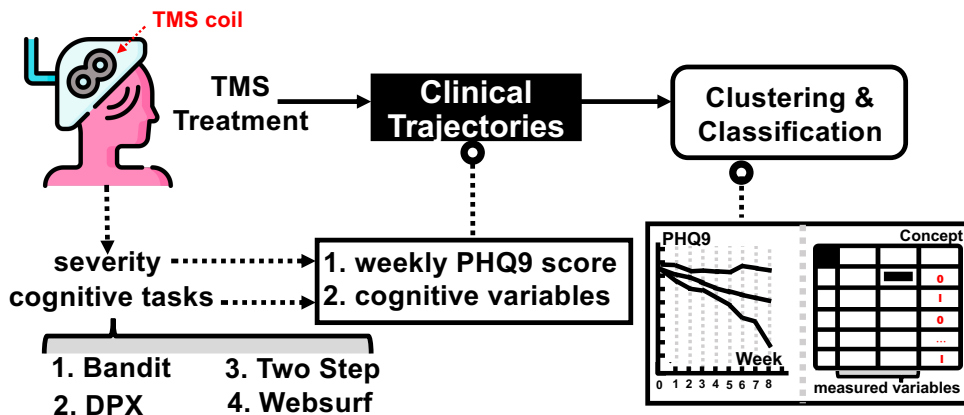 TMS coil
TMS
Treatment
Clinical
Trajectories
Clustering &
Classification
severity
cognitive tasks
1. weekly PHQ9 score
2. cognitive variables
1. Bandit
2. DPX
3. Two Step
4. Websurf
PHQ9
Week
0 1 2 3 4 5 6 7 8
Concept
0
1
0
...
1
measured variables